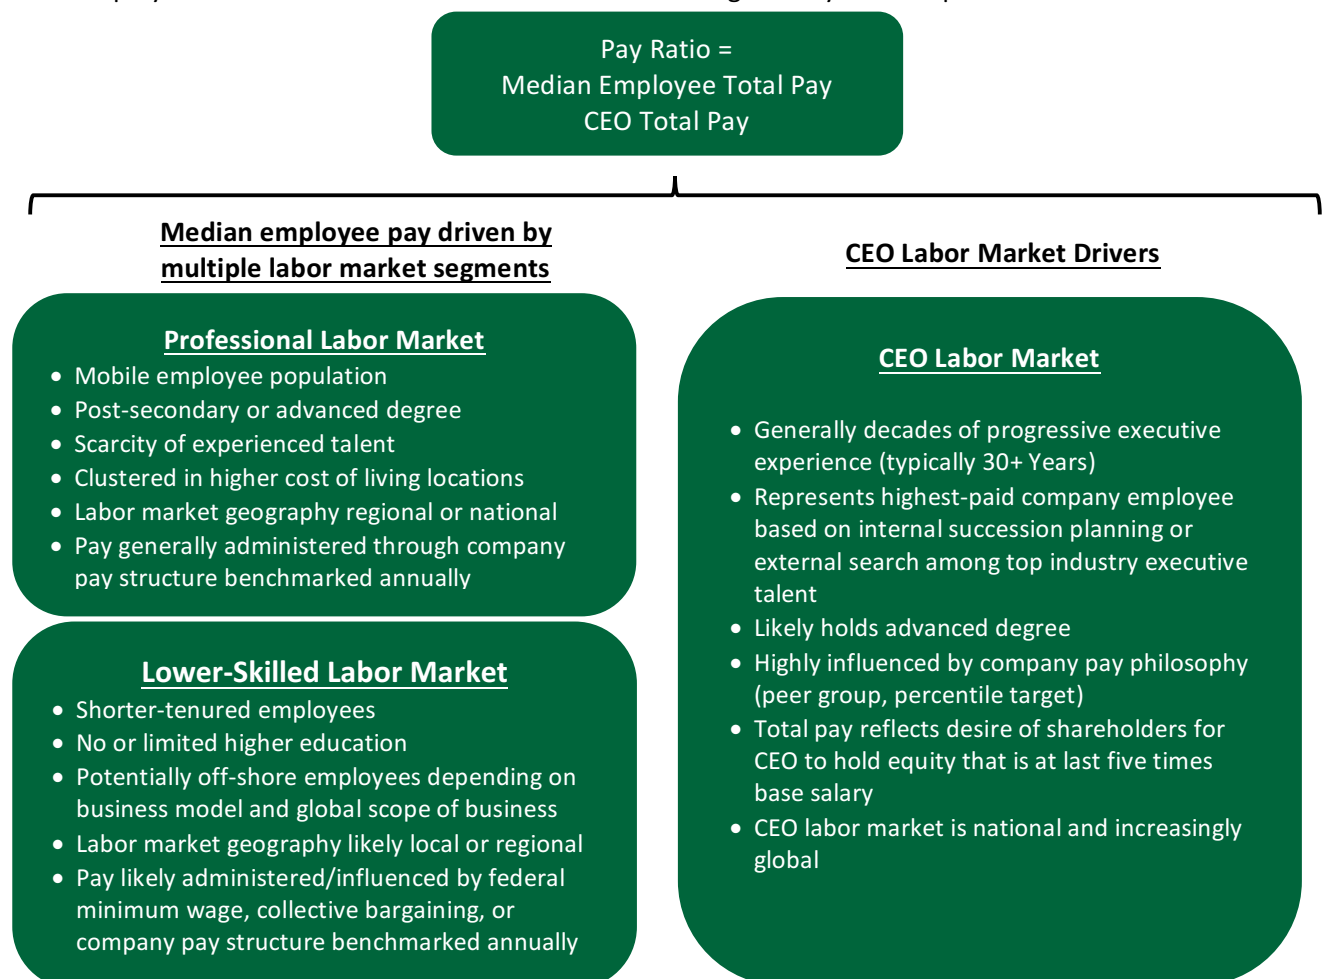 Pay Ratio =
Median Employee Total Pay
CEO Total Pay
Median employee pay driven by
multiple labor market segments
Professional Labor Market
• Mobile employee population
• Post-secondary or advanced degree
• Scarcity of experienced talent
• Clustered in higher cost of living locations
• Labor market geography regional or national
• Pay generally administered through company
pay structure benchmarked annually
Lower-Skilled Labor Market
• Shorter-tenured employees
• No or limited higher education
• Potentially off-shore employees depending on
business model and global scope of business
• Labor market geography likely local or regional
• Pay likely administered/influenced by federal
minimum wage, collective bargaining, or
company pay structure benchmarked annually
CEO Labor Market Drivers
CEO Labor Market
• Generally decades of progressive executive
experience (typically 30+ Years)
• Represents highest-paid company employee
based on internal succession planning or
external search among top industry executive
talent
• Likely holds advanced degree
• Highly influenced by company pay philosophy
(peer group, percentile target)
• Total pay reflects desire of shareholders for
CEO to hold equity that is at last five times
base salary
• CEO labor market is national and increasingly
global